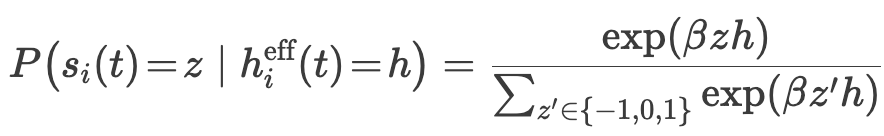 P(s_i(t)=z | h_i^eff(t)=h) = exp(βzh) / ∑_{z′∈{−1,0,1}} exp(βz′h)